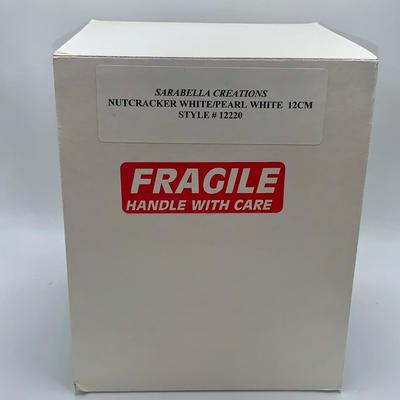 SARABELLA CREATIONS
NUTCRACKER WHITE/PEARL WHITE 12CM
STYLE # 12220
FRAGILE
HANDLE WITH CARE